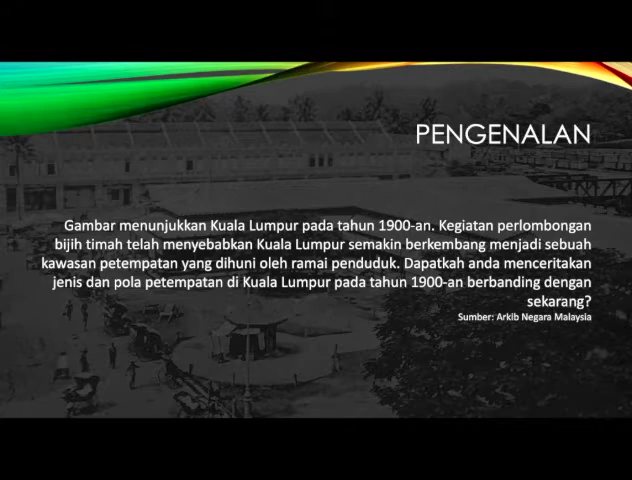 PENGENALAN
Gambar menunjukkan Kuala Lumpur pada tahun 1900-an. Kegiatan perlombongan
bijih timah telah menyebabkan Kuala Lumpur semakin berkembang menjadi sebuah
kawasan petempatan yang dihuni oleh ramai penduduk. Dapatkah anda menceritakan
jenis dan pola petempatan di Kuala Lumpur pada tahun 1900-an berbanding dengan
sekarang?
Sumber: Arkib Negara Malaysia